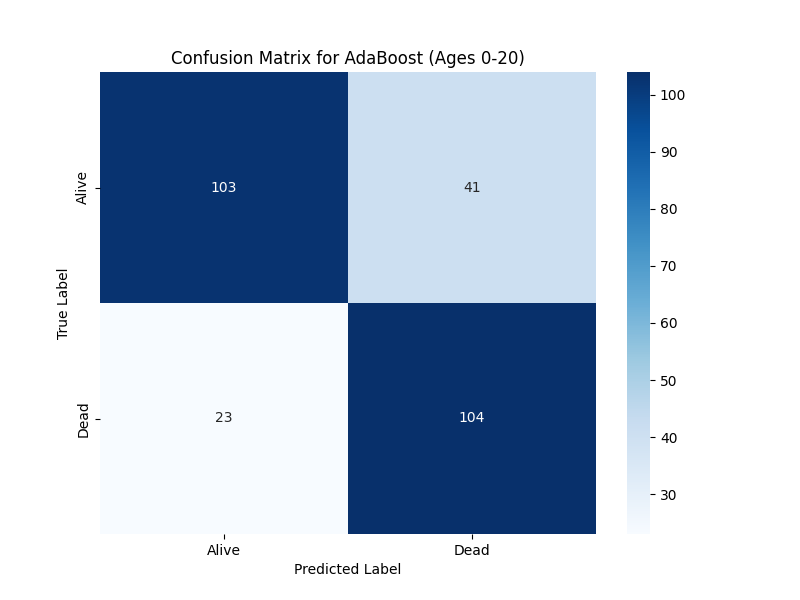 Confusion Matrix for AdaBoost (Ages 0-20)
True Label
Alive
Dead
103
41
23
104
Alive
Dead
Predicted Label
100
90
80
70
60
50
40
30